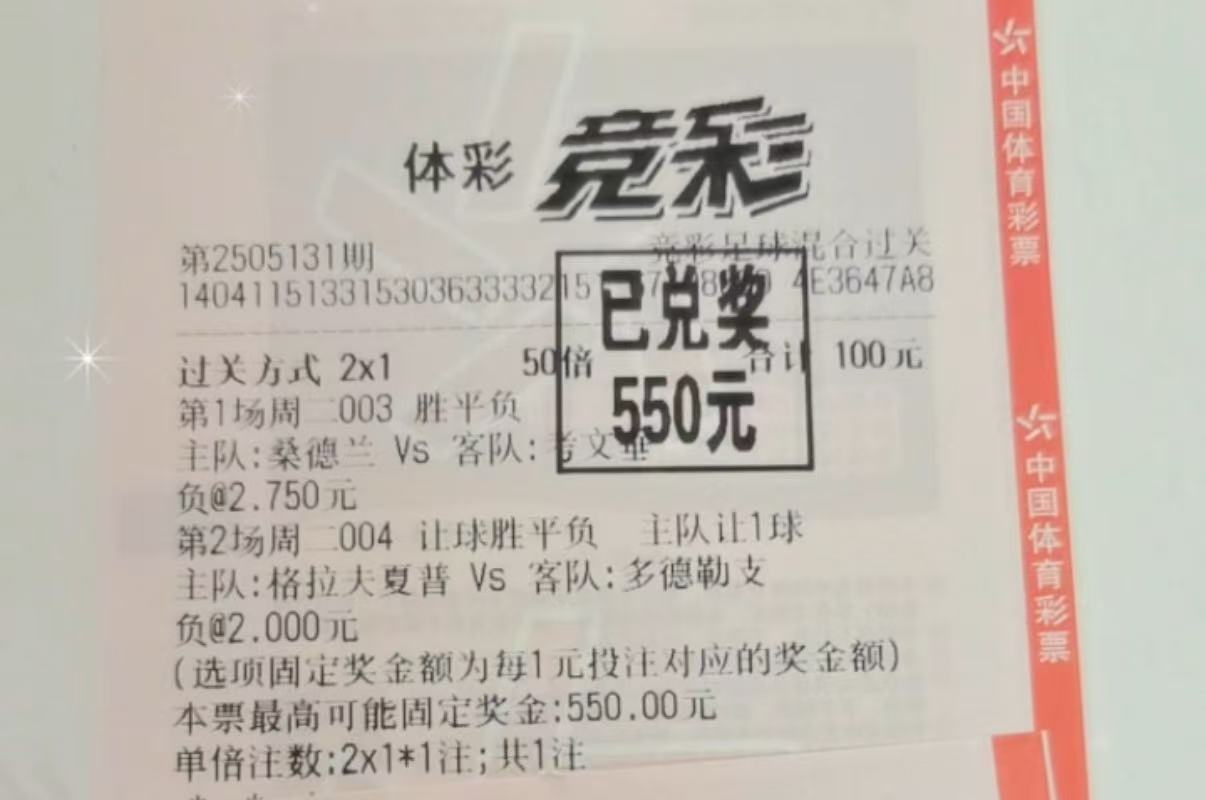 体彩 竞彩
第2505131期 竞彩足球混合过关
4E3647A8
过关方式 2x1 50倍 合计 100元
已兑奖
550元
第1场周二003 胜平负
主队:桑德兰 Vs 客队:考文垂
负@2.750元
第2场周二004 让球胜平负 主队让1球
主队:格拉夫夏普 Vs 客队:多德勒支
负@2.000元
(选项固定奖金额为每1元投注对应的奖金额)
本票最高可能固定奖金:550.00元
单倍注数:2x1*1注;共1注
中国体育彩票
中国体育彩票